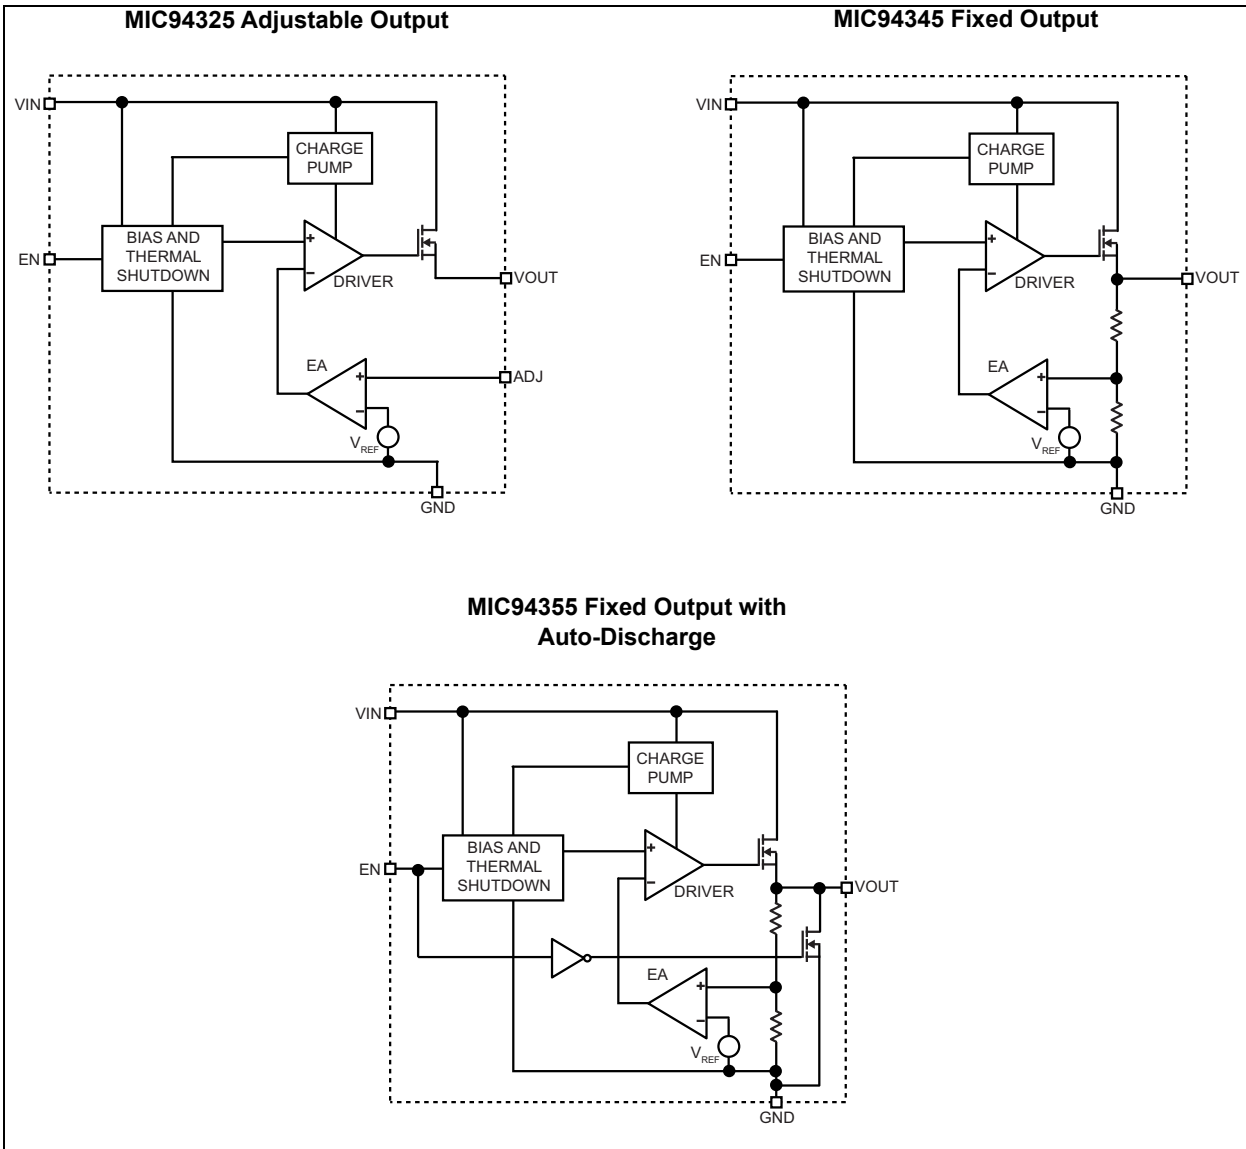 MIC94325 Adjustable Output
VIN
CHARGE
PUMP
EN
BIAS AND
THERMAL
SHUTDOWN
+
−
DRIVER
VOUT
EA
+
−
ADJ
VREF
GND
MIC94345 Fixed Output
VIN
CHARGE
PUMP
EN
BIAS AND
THERMAL
SHUTDOWN
+
−
DRIVER
VOUT
EA
+
−
VREF
GND
MIC94355 Fixed Output with
Auto-Discharge
VIN
CHARGE
PUMP
EN
BIAS AND
THERMAL
SHUTDOWN
+
−
DRIVER
VOUT
EA
+
−
VREF
GND